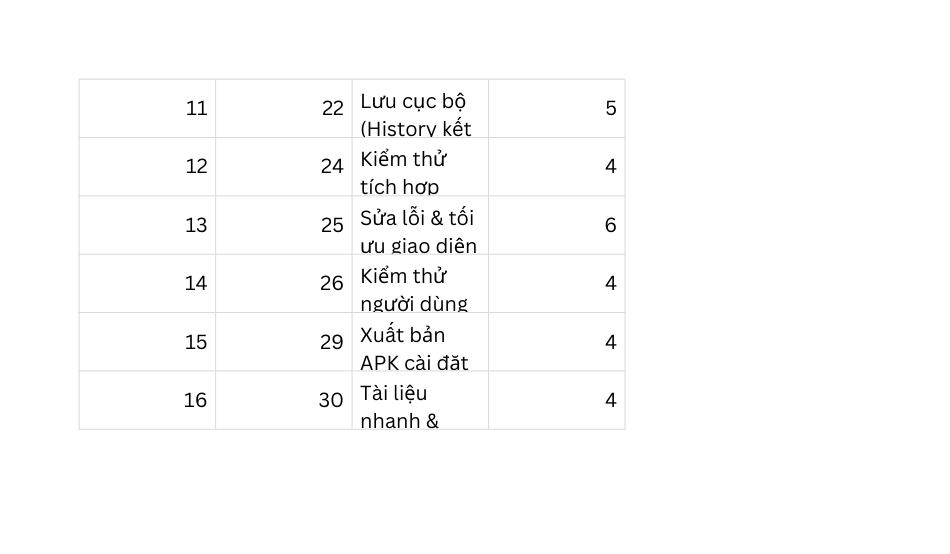 11 22 Lưu cục bộ 5
(History kết
12 24 Kiểm thử 4
tích hợp
13 25 Sửa lỗi & tối 6
ưu giao diện
14 26 Kiểm thử 4
người dùng
15 29 Xuất bản 4
APK cài đặt
16 30 Tài liệu 4
nhanh &